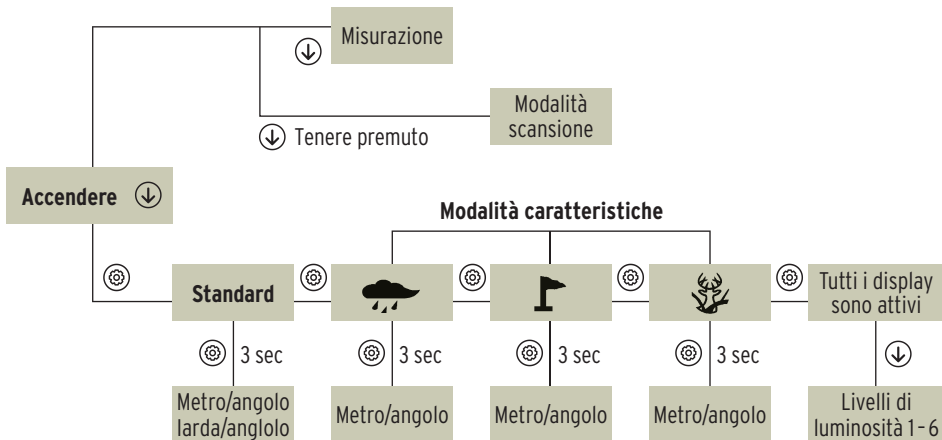 Misurazione
Tenere premuto
Modalità
scansione
Accendere
Modalità caratteristiche
Standard
Tutti i display
sono attivi
3 sec
3 sec
3 sec
3 sec
Metro/angolo
Iarda/anglolo
Metro/angolo
Metro/angolo
Metro/angolo
Livelli di
luminosità 1-6